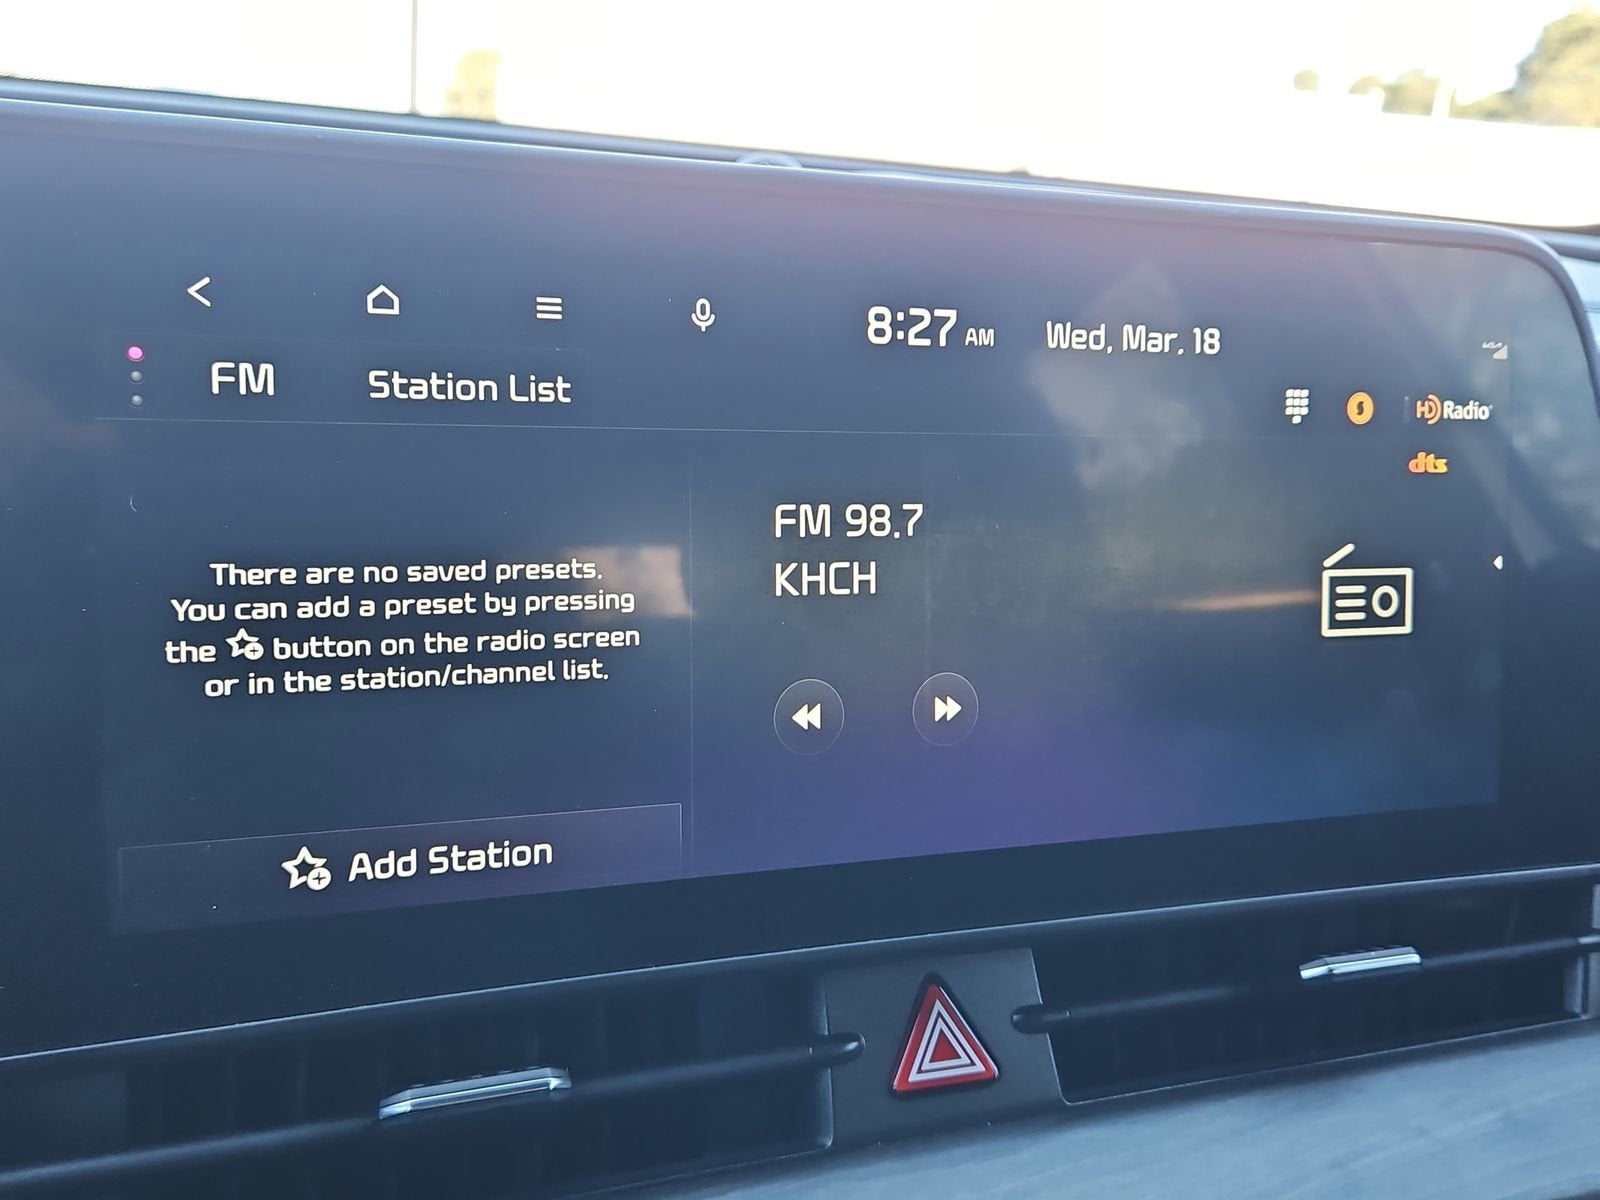 8:27 AM Wed, Mar. 18
FM Station List
HD Radio
dts
FM 98.7
KHCH
There are no saved presets.
You can add a preset by pressing
the button on the radio screen
or in the station/channel list.
Add Station